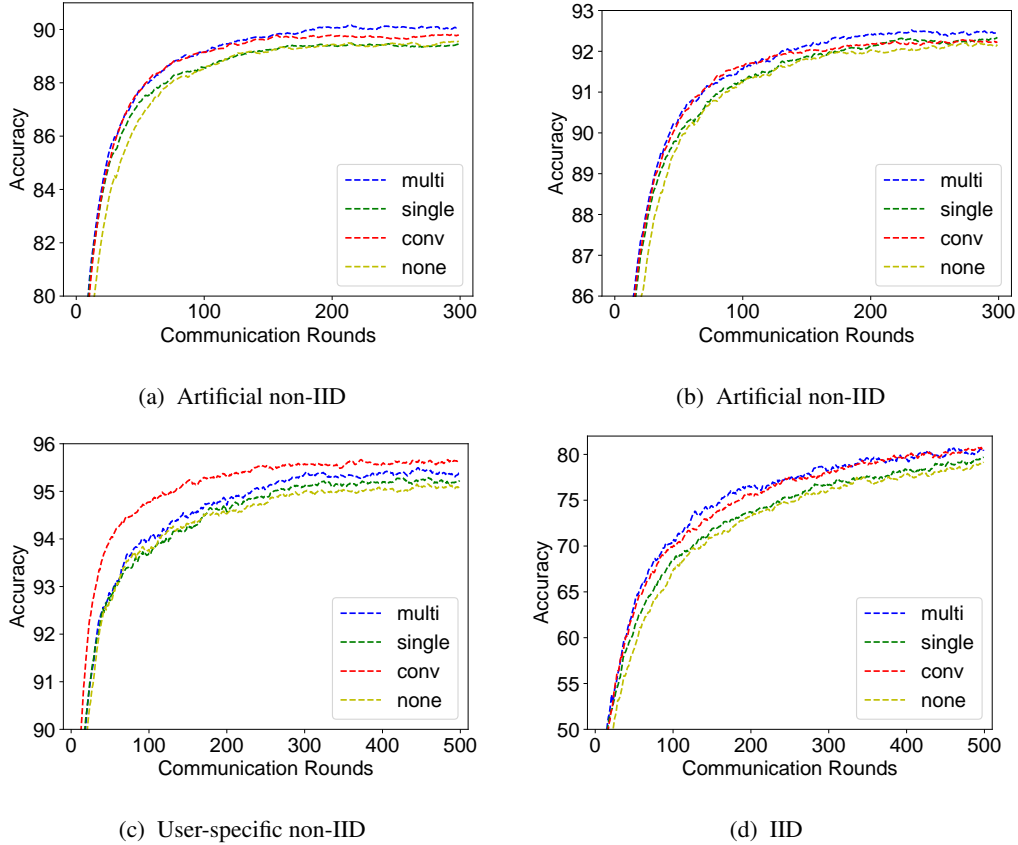 90
88
86
84
82
80
Accuracy
0
100
200
300
Communication Rounds
multi
single
conv
none
(a) Artificial non-IID
93
92
91
90
89
88
87
86
Accuracy
0
100
200
300
Communication Rounds
multi
single
conv
none
(b) Artificial non-IID
96
95
94
93
92
91
90
Accuracy
0
100
200
300
400
500
Communication Rounds
multi
single
conv
none
(c) User-specific non-IID
80
75
70
65
60
55
50
Accuracy
0
100
200
300
400
500
Communication Rounds
multi
single
conv
none
(d) IID